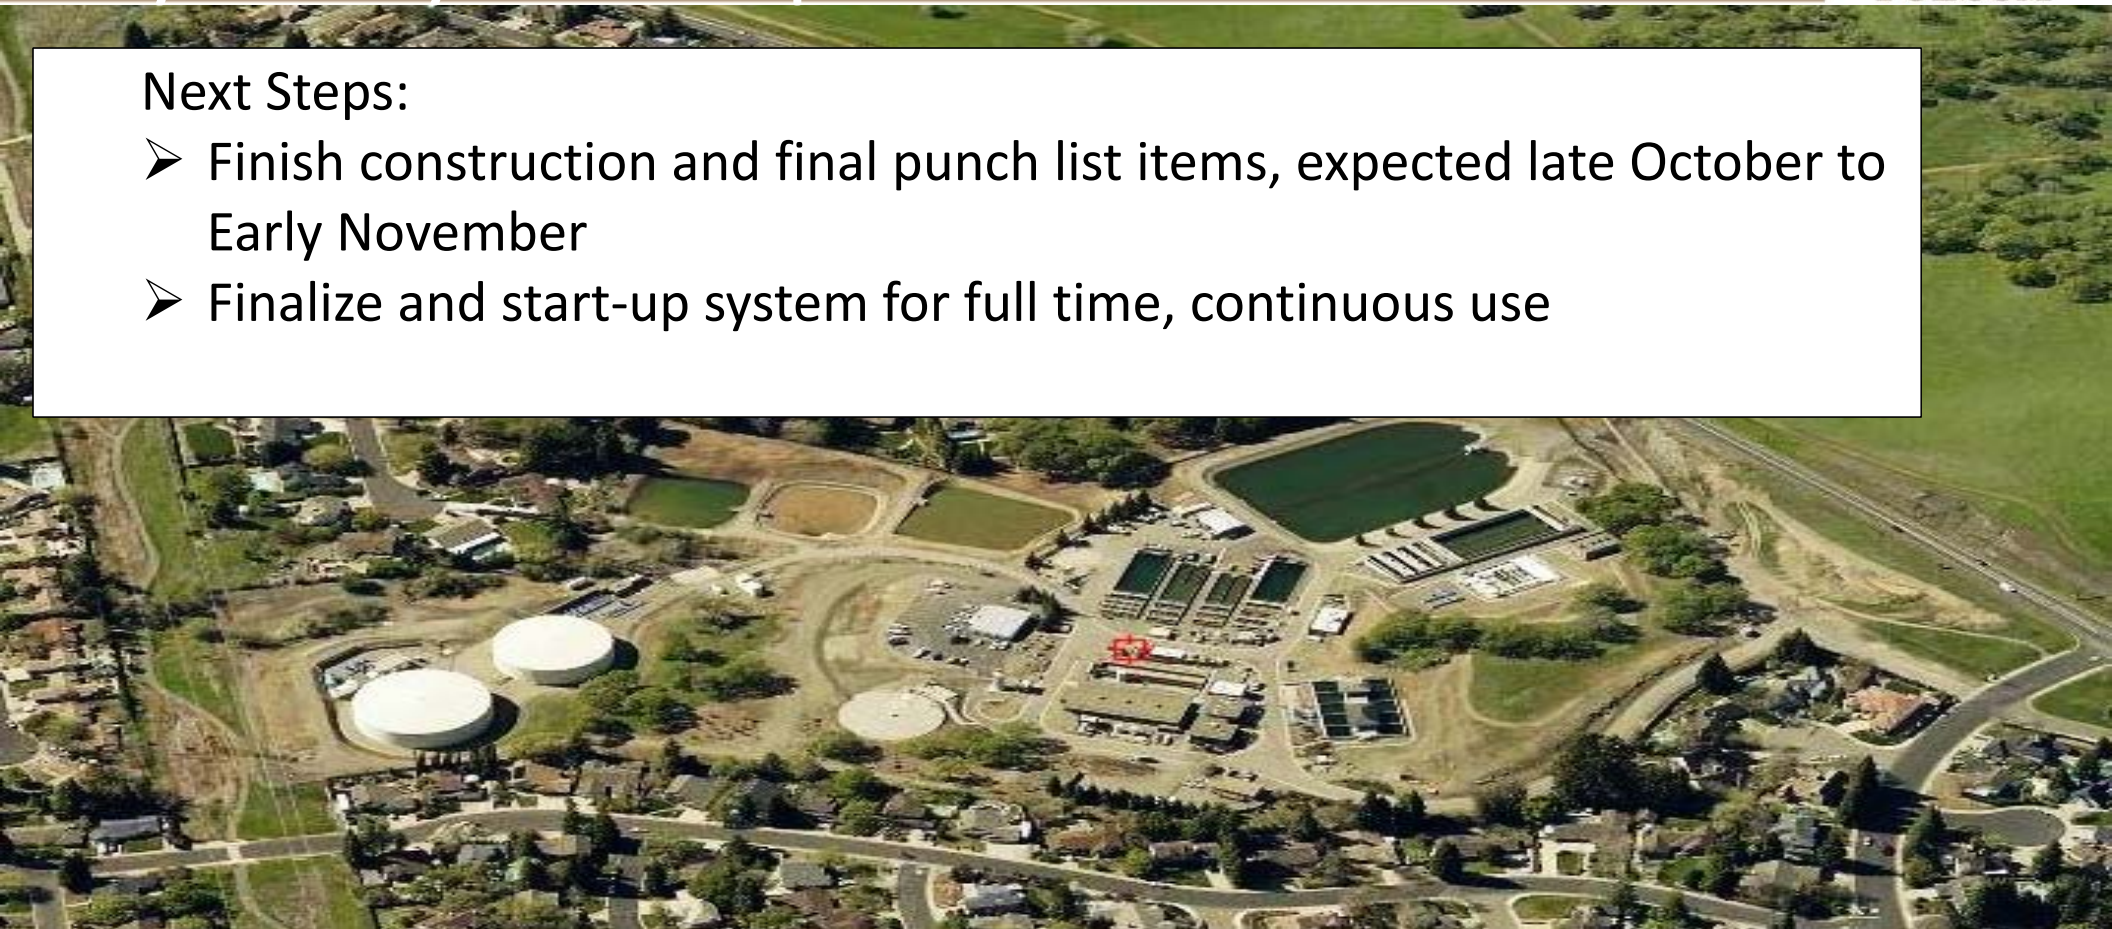 Next Steps:
➢ Finish construction and final punch list items, expected late October to
Early November
➢ Finalize and start-up system for full time, continuous use